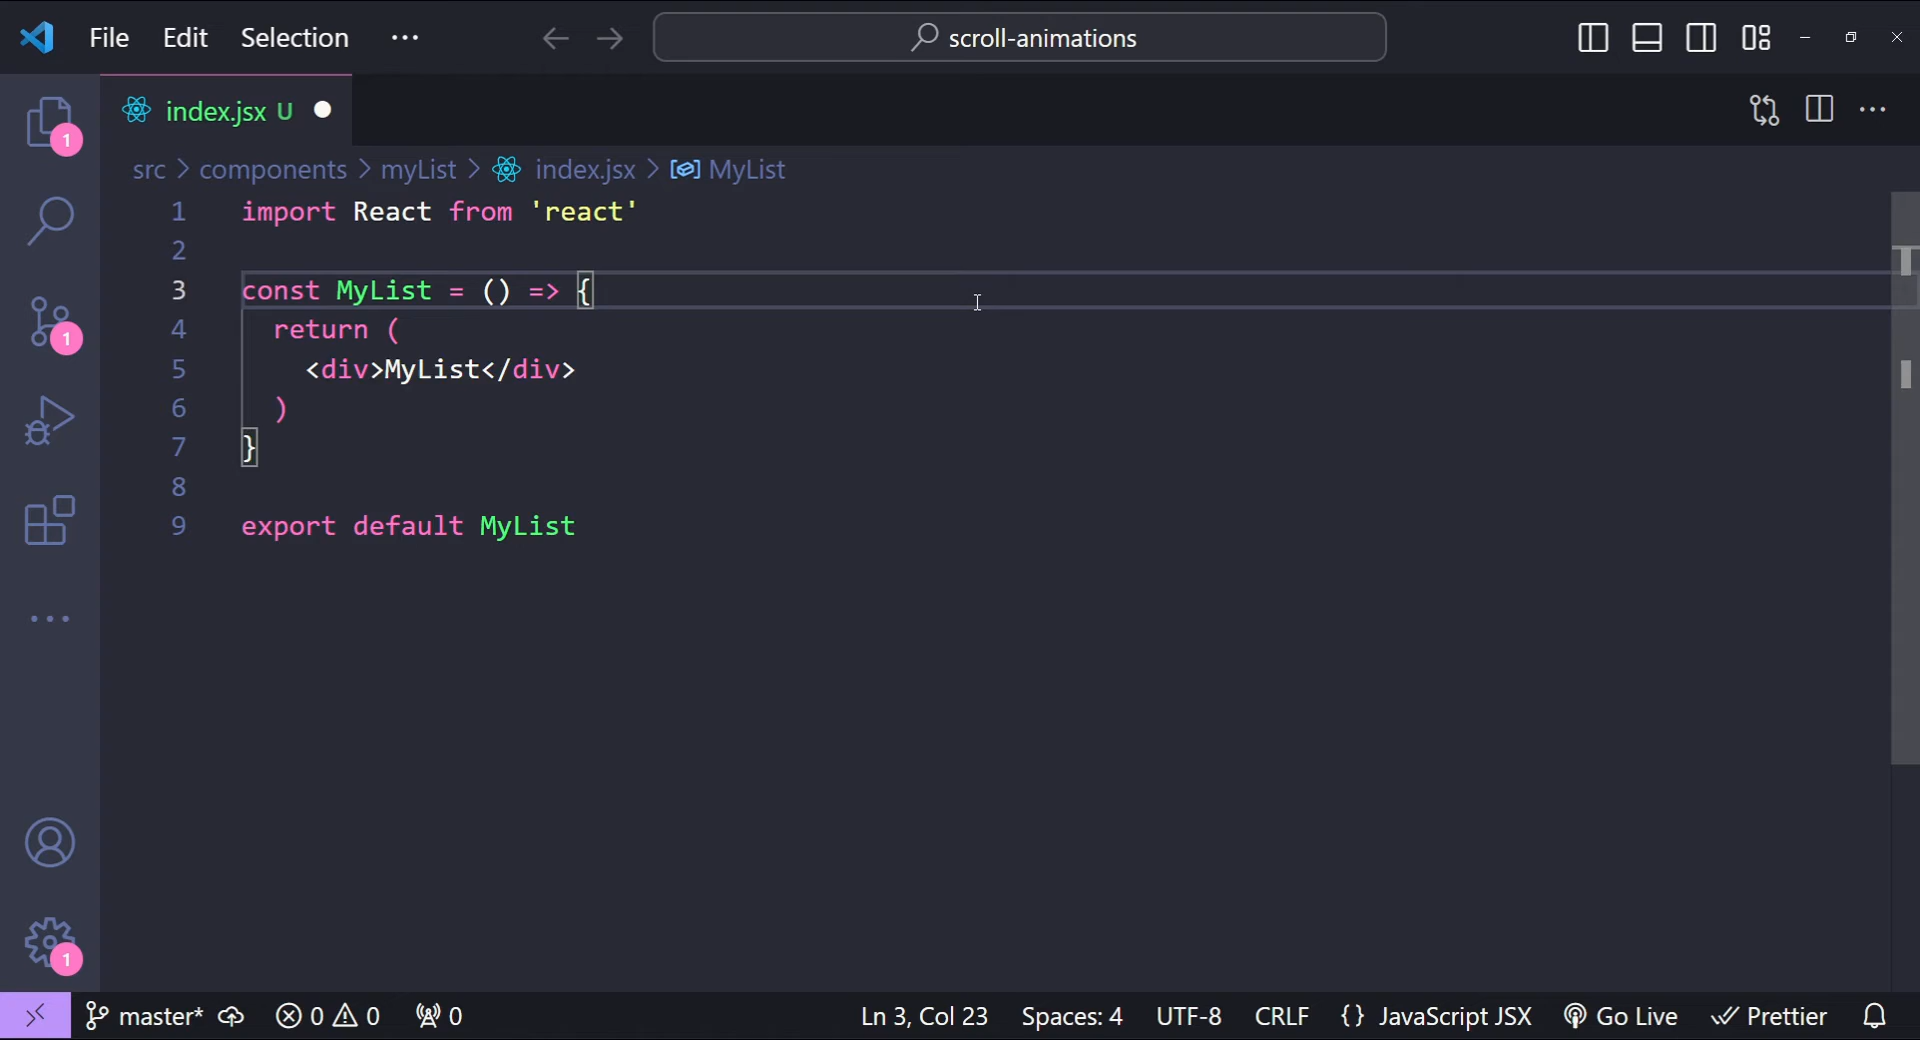 File Edit Selection ··· scroll-animations
index.jsx U
src > components > myList > index.jsx > MyList
1 import React from 'react'
2
3 const MyList = () => {
4 return (
5 <div>MyList</div>
6 )
7 }
8
9 export default MyList
1
1
1
master* 0 0 0 Ln 3, Col 23 Spaces: 4 UTF-8 CRLF {} JavaScript JSX Go Live Prettier